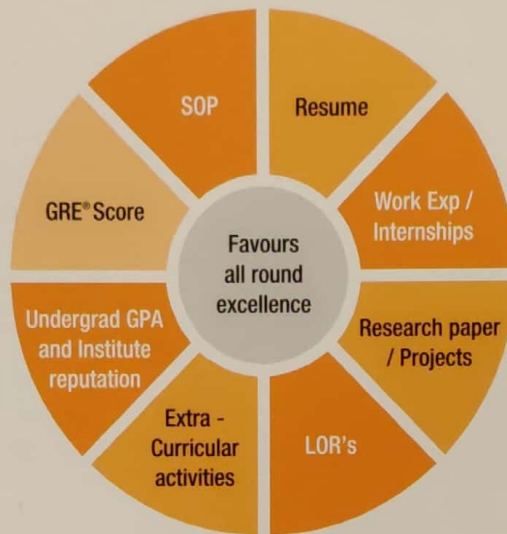 SOP
Resume
Work Exp /
Internships
Research paper
/ Projects
LOR's
Extra -
Curricular
activities
Undergrad GPA
and Institute
reputation
GRE® Score
Favours
all round
excellence